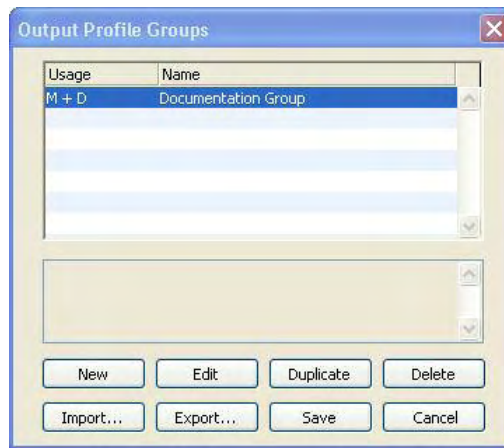 Output Profile Groups
Usage Name
M + D Documentation Group
New Edit Duplicate Delete
Import... Export... Save Cancel